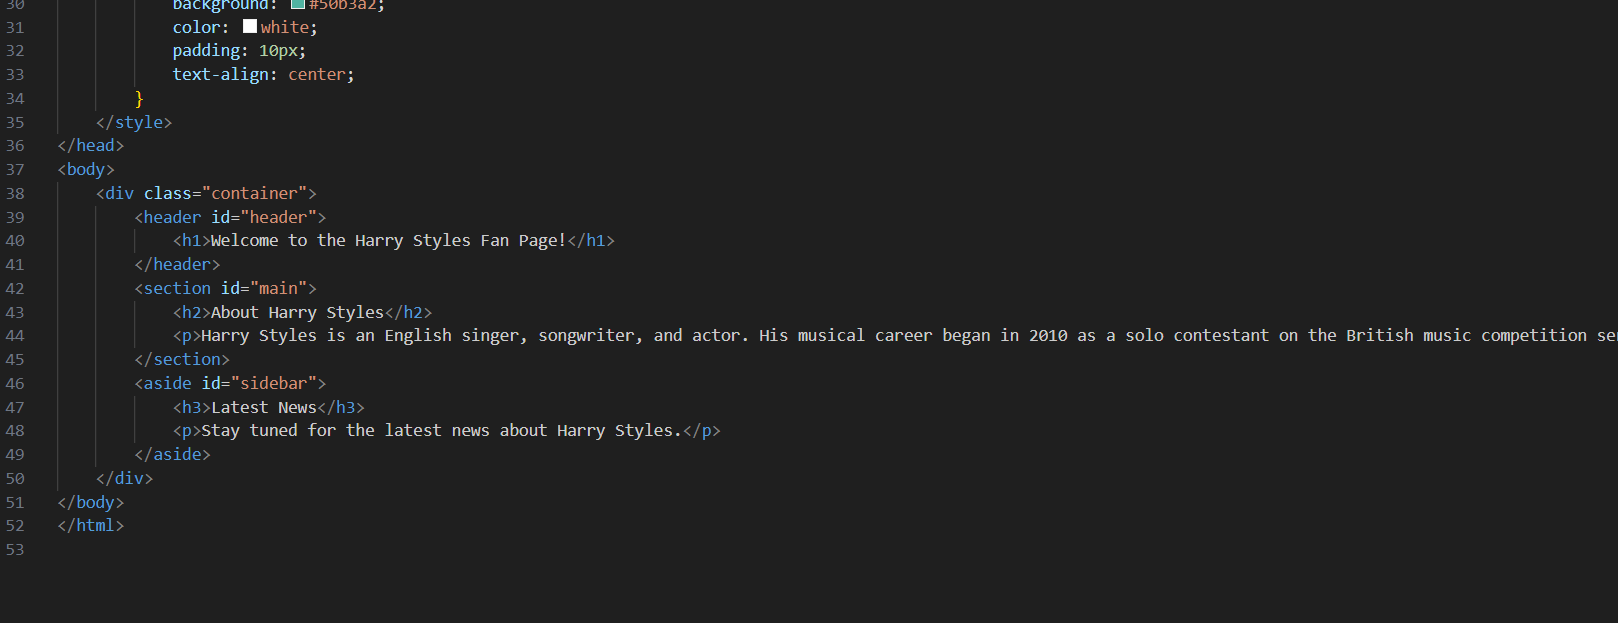 30 background: #50b3a2;
31 color: white;
32 padding: 10px;
33 text-align: center;
34 }
35 </style>
36 </head>
37 <body>
38 <div class="container">
39 <header id="header">
40 <h1>Welcome to the Harry Styles Fan Page!</h1>
41 </header>
42 <section id="main">
43 <h2>About Harry Styles</h2>
44 <p>Harry Styles is an English singer, songwriter, and actor. His musical career began in 2010 as a solo contestant on the British music competition se
45 </section>
46 <aside id="sidebar">
47 <h3>Latest News</h3>
48 <p>Stay tuned for the latest news about Harry Styles.</p>
49 </aside>
50 </div>
51 </body>
52 </html>
53